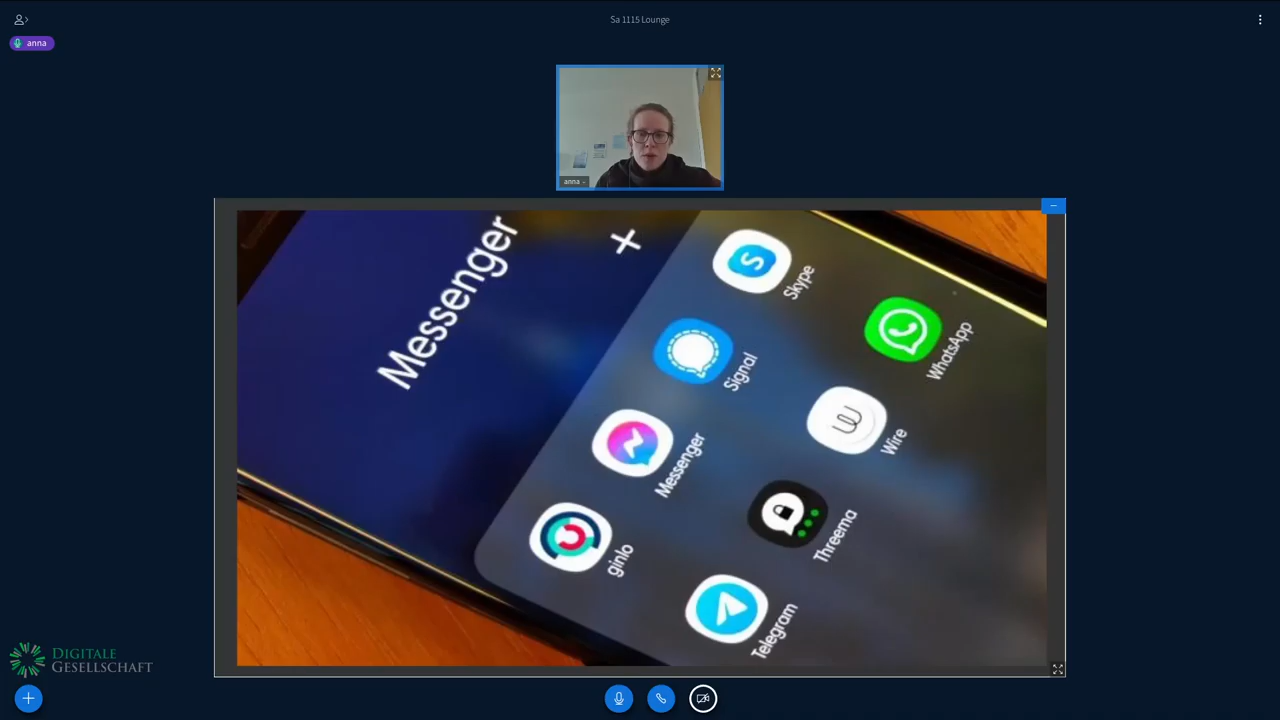 Sa 1115 Lounge
anna
anna
Messenger
Skype
WhatsApp
Signal
Wire
Messenger
Threema
ginlo
Telegram
DIGITALE
GESELLSCHAFT